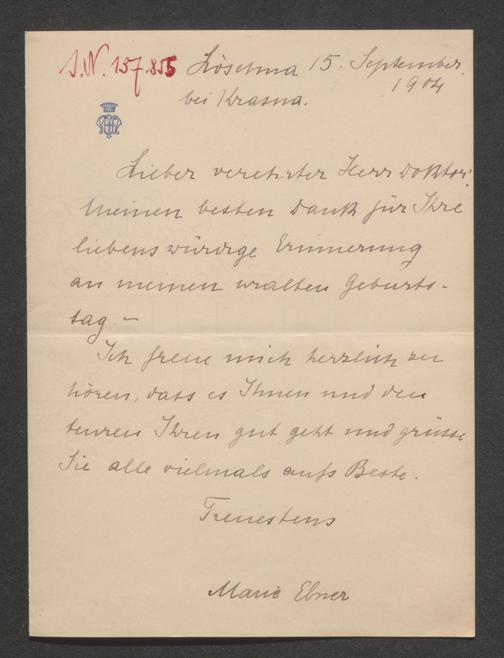 J.N. 157.855
Löschna 15. September.
1904
bei Krasna.
Lieber verehrter Herr Doktor!
Meinen besten Dank für Ihre
liebenswürdige Erinnerung
an meinen uralten Geburts-
tag –
Ich freue mich herzlich zu
hören, dass es Ihnen und den
teuren Ihren gut geht und grüsse
Sie alle vielmals aufs Beste.
Treuestens
Marie Ebner